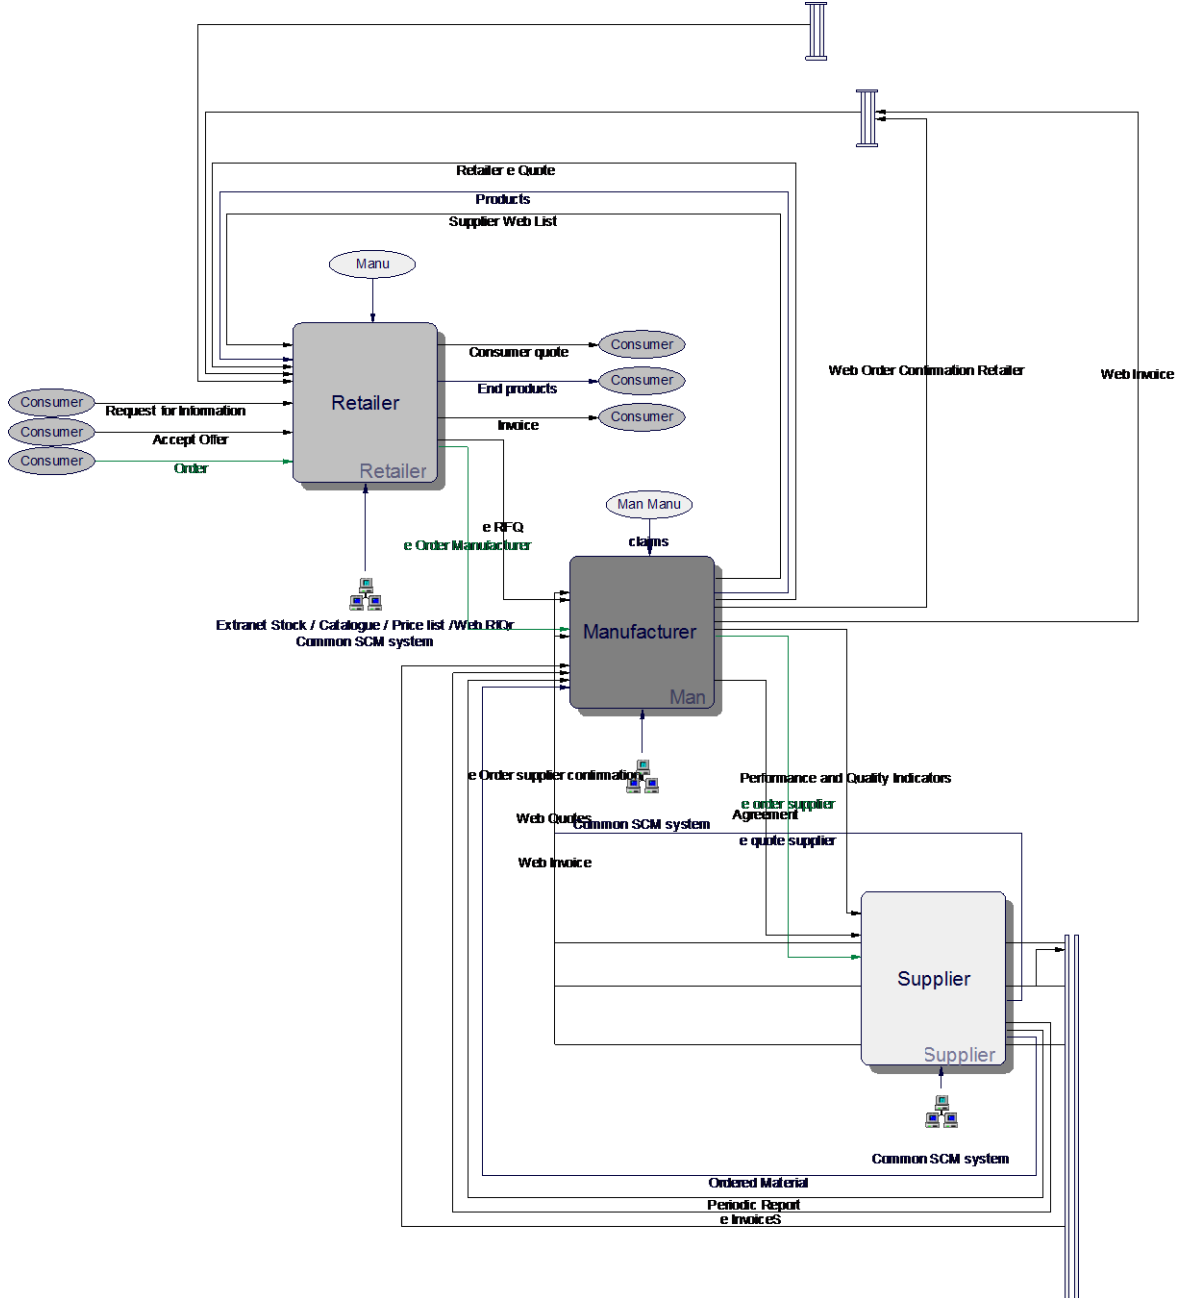 Retailer e Quote
Products
Supplier Web List
Manu
Consumer quote
Consumer
End products
Consumer
Invoice
Consumer
Web Order Confirmation Retailer
Web Invoice
Retailer
Retailer
Consumer
Request for Information
Consumer
Accept Offer
Consumer
Order
Man Manu
claims
e RFQ
e Order Manufacturer
Extranet Stock / Catalogue / Price list /Web RfQr
Common SCM system
Manufacturer
Man
e Order supplier confirmation
Performance and Quality Indicators
e order supplier
Web Quotes
Common SCM system
Agreement
e quote supplier
Web Invoice
Supplier
Supplier
Common SCM system
Ordered Material
Periodic Report
e InvoiceS